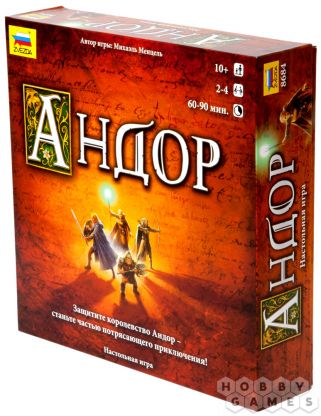 ZVEZDA
Автор игры: Михаэль Менцель
10+
2-4
60-90 мин.
АНДОР
Защитите королевство Андор –
станьте частью потрясающего приключения!
Настольная игра
ZVEZDA
8684
АНДОР
Настольная игра
HOBBY
GAMES